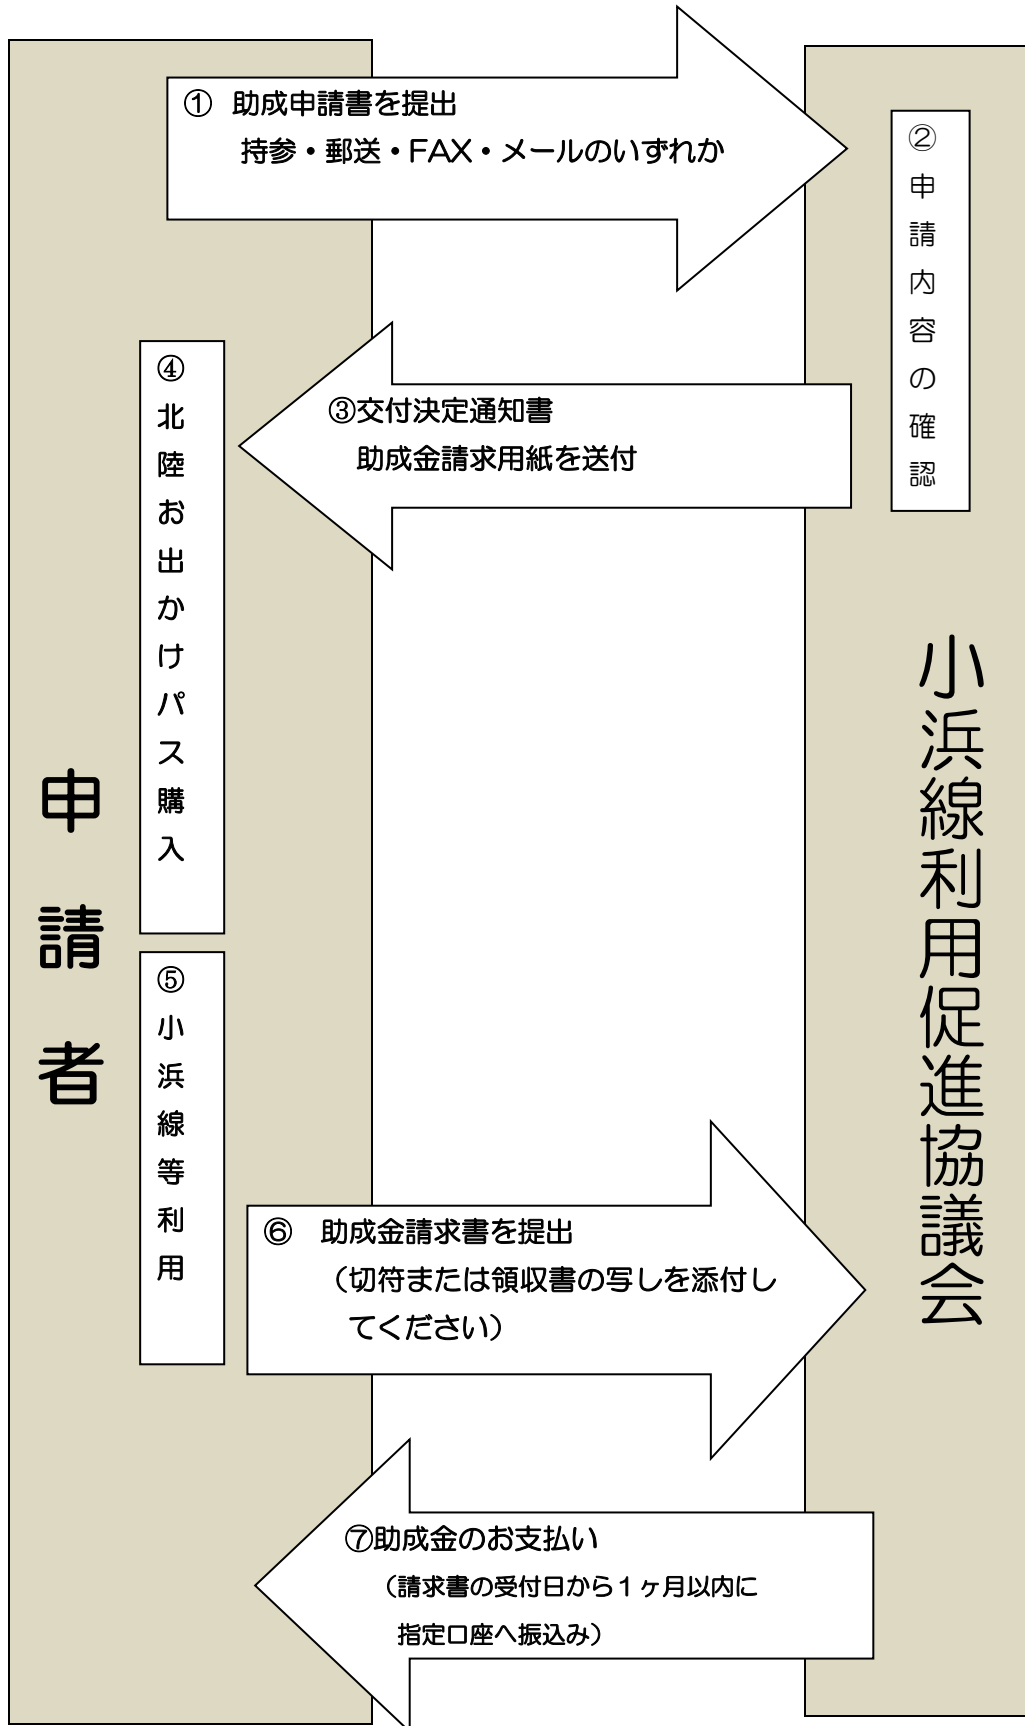 ① 助成申請書を提出
持参・郵送・FAX・メールのいずれか
②申請内容の確認
③交付決定通知書
助成金請求用紙を送付
④北陸お出かけパス購入
⑤小浜線等利用
申請者
小浜線利用促進協議会
⑥ 助成金請求書を提出
（切符または領収書の写しを添付し
てください）
⑦助成金のお支払い
（請求書の受付日から１ヶ月以内に
指定口座へ振込み）